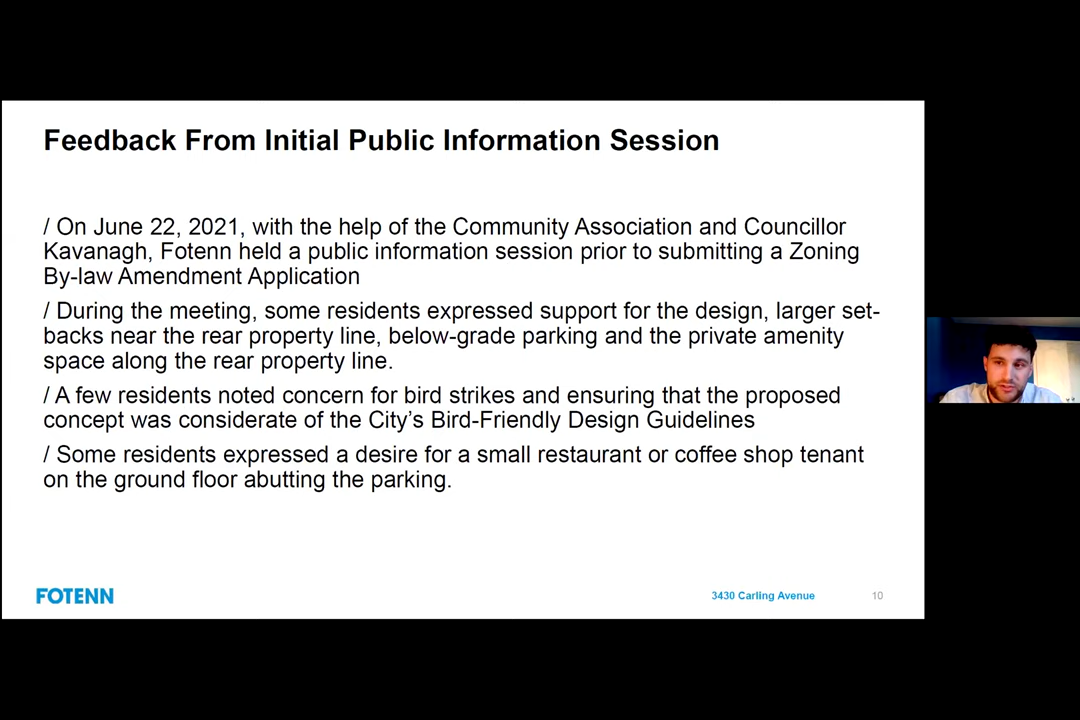 Feedback From Initial Public Information Session
/ On June 22, 2021, with the help of the Community Association and Councillor
Kavanagh, Fotenn held a public information session prior to submitting a Zoning
By-law Amendment Application
/ During the meeting, some residents expressed support for the design, larger set-
backs near the rear property line, below-grade parking and the private amenity
space along the rear property line.
/ A few residents noted concern for bird strikes and ensuring that the proposed
concept was considerate of the City’s Bird-Friendly Design Guidelines
/ Some residents expressed a desire for a small restaurant or coffee shop tenant
on the ground floor abutting the parking.
FOTENN
3430 Carling Avenue
10